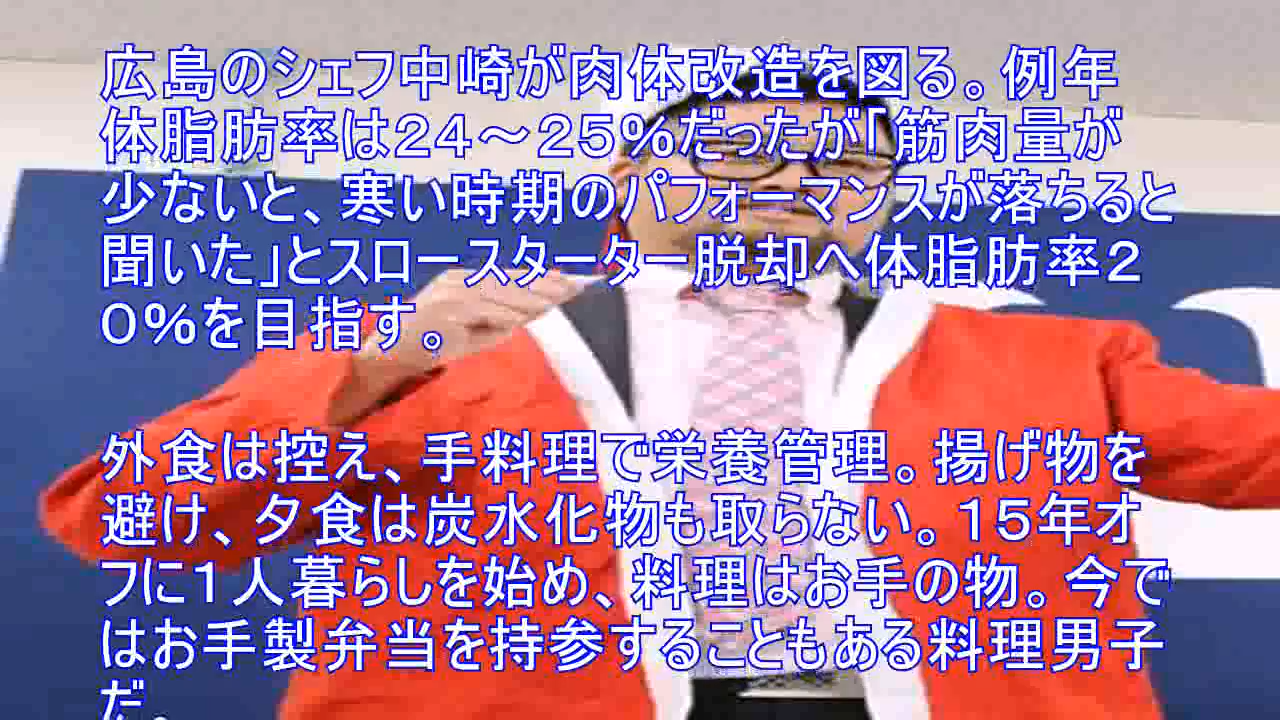 広島のシェフ中崎が肉体改造を図る。例年
体脂肪率は２４～２５％だったが「筋肉量が
少ないと、寒い時期のパフォーマンスが落ちると
聞いた」とスロースターター脱却へ体脂肪率２
０％を目指す。
外食は控え、手料理で栄養管理。揚げ物を
避け、夕食は炭水化物も取らない。１５年オ
フに１人暮らしを始め、料理はお手の物。今で
はお手製弁当を持参することもある料理男子
だ。